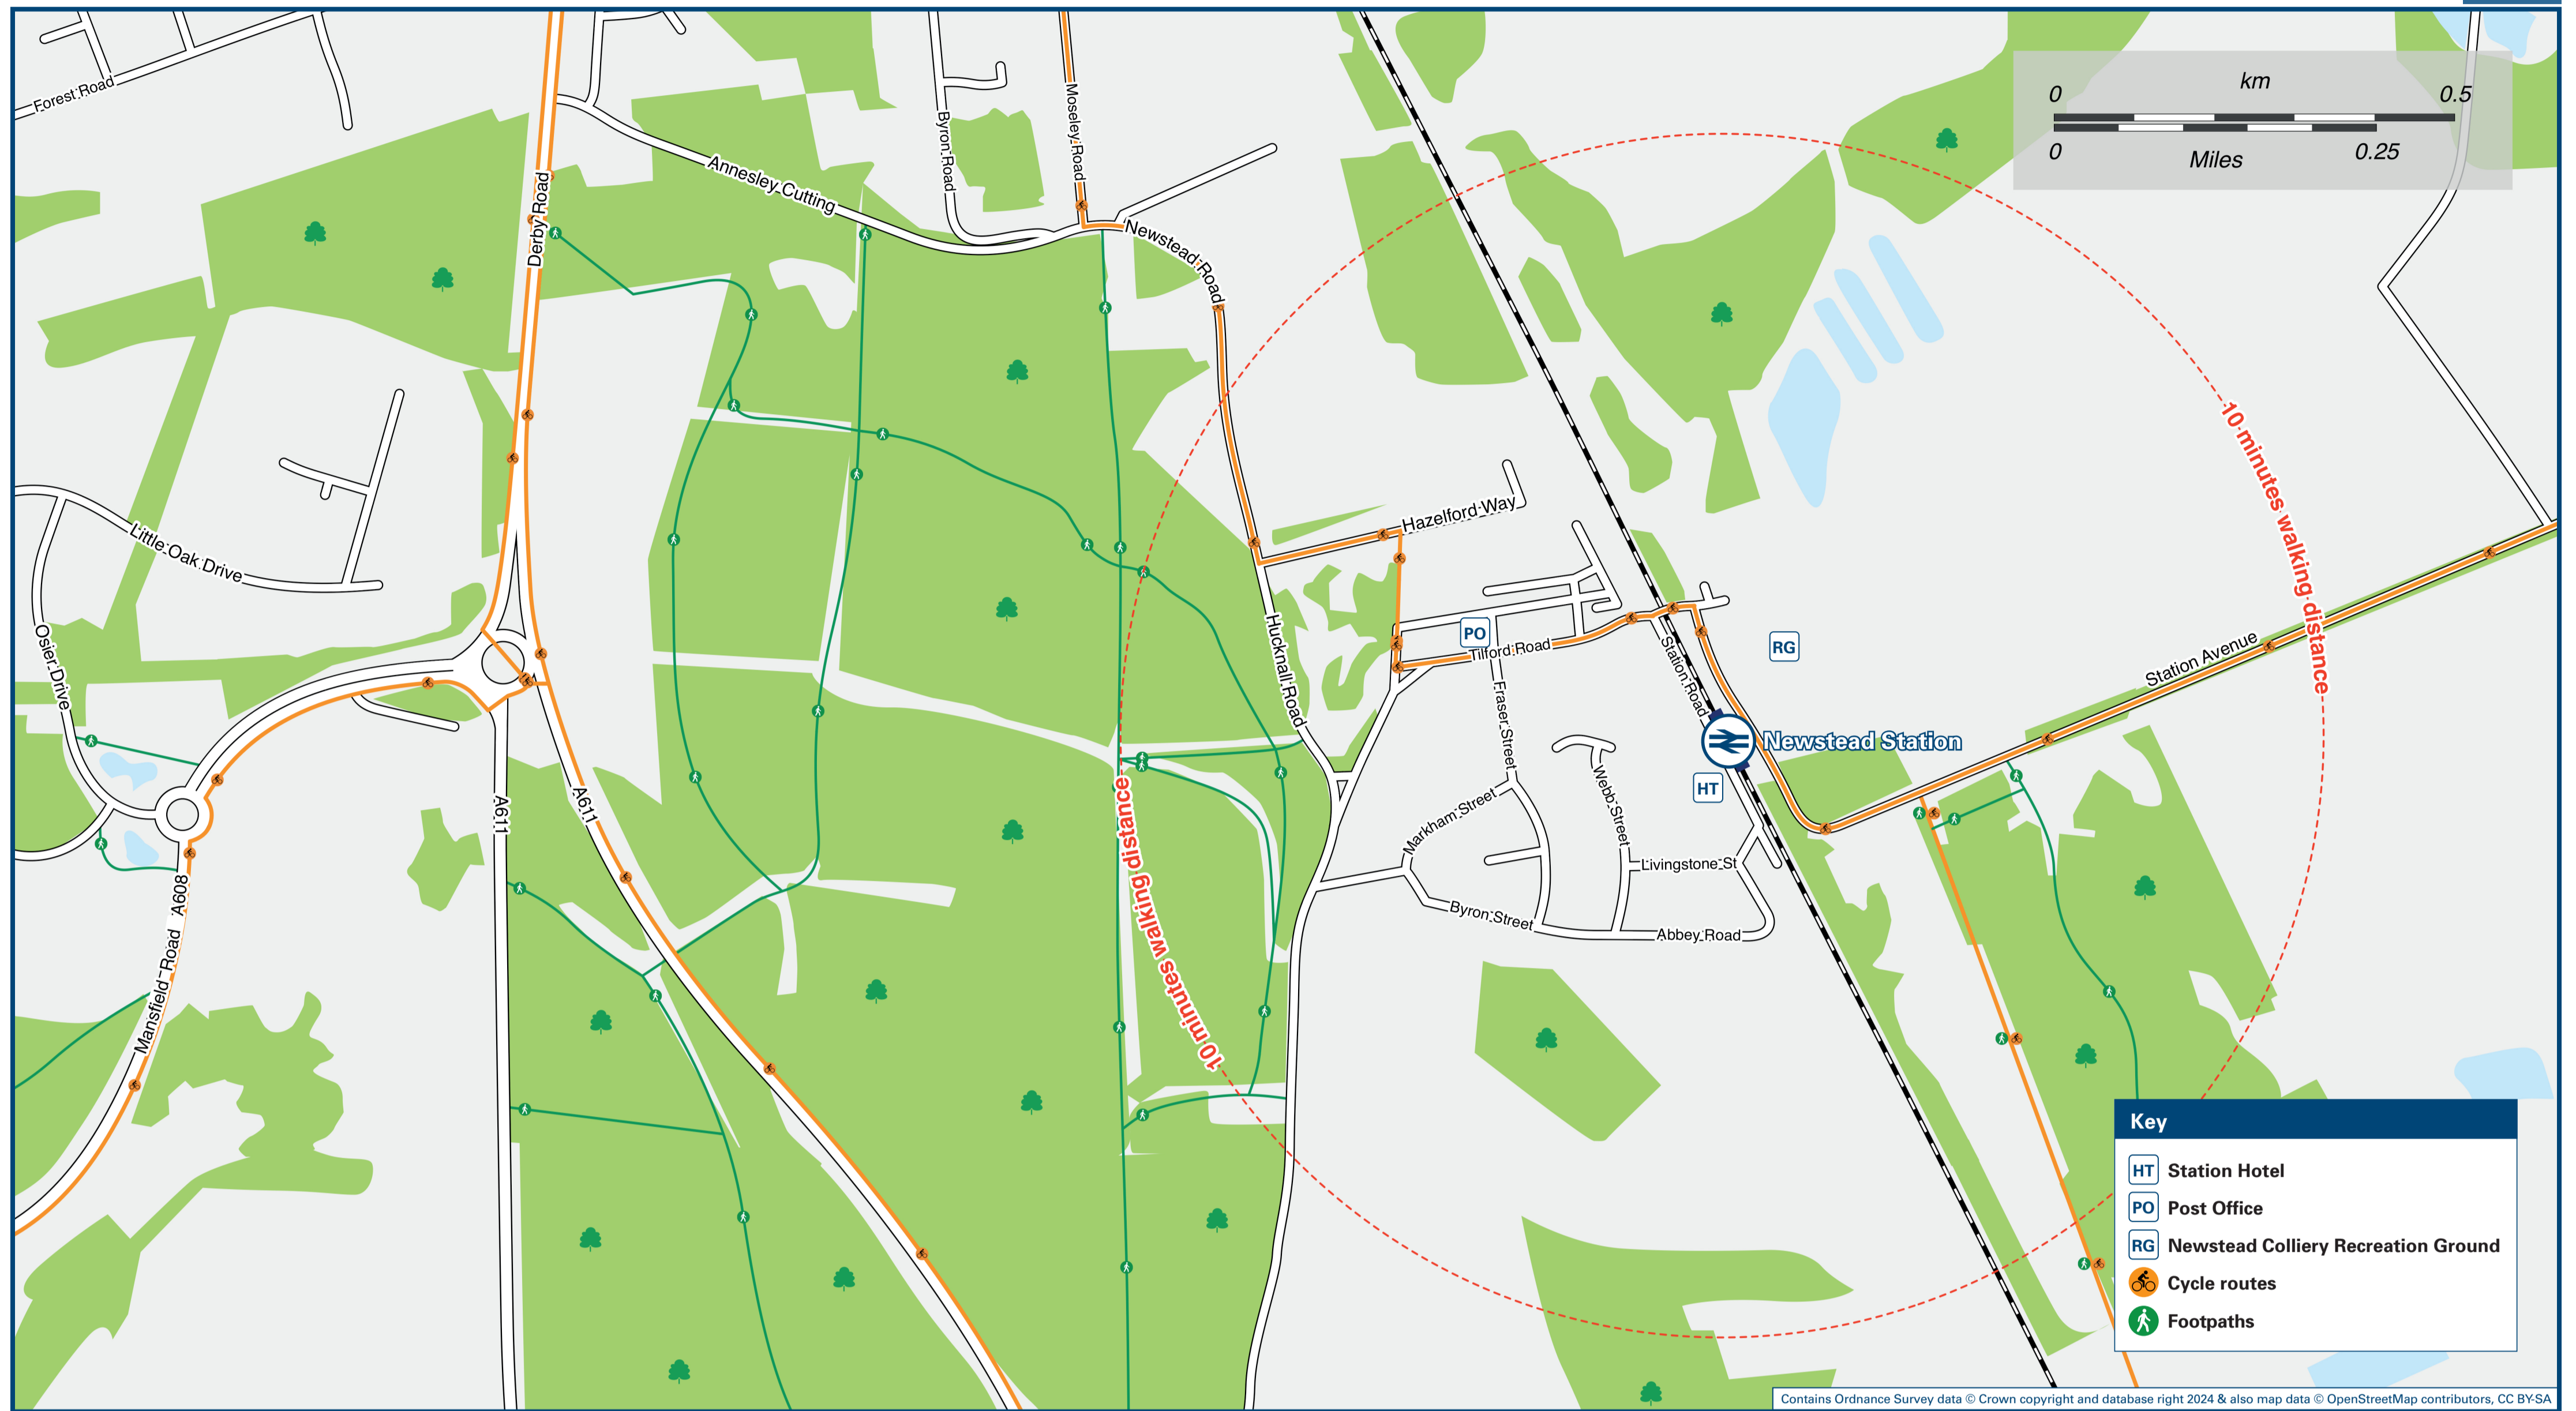 Forest Road
Derby Road
Annesley Cutting
Byron Road
Moseley Road
Newstead Road
0 km 0.5
0 Miles 0.25
10 minutes walking distance
Little Oak Drive
Osier Drive
Hazelford Way
Hucknall Road
PO
Tilford Road
Station Road
RG
Station Avenue
Fraser Street
Newstead Station
HT
A611
A611
Markham Street
Webb Street
Livingstone St
Byron Street
Abbey Road
A608
Mansfield Road
10 minutes walking distance
Key
HT Station Hotel
PO Post Office
RG Newstead Colliery Recreation Ground
Cycle routes
Footpaths
Contains Ordnance Survey data © Crown copyright and database right 2024 & also map data © OpenStreetMap contributors, CC BY-SA